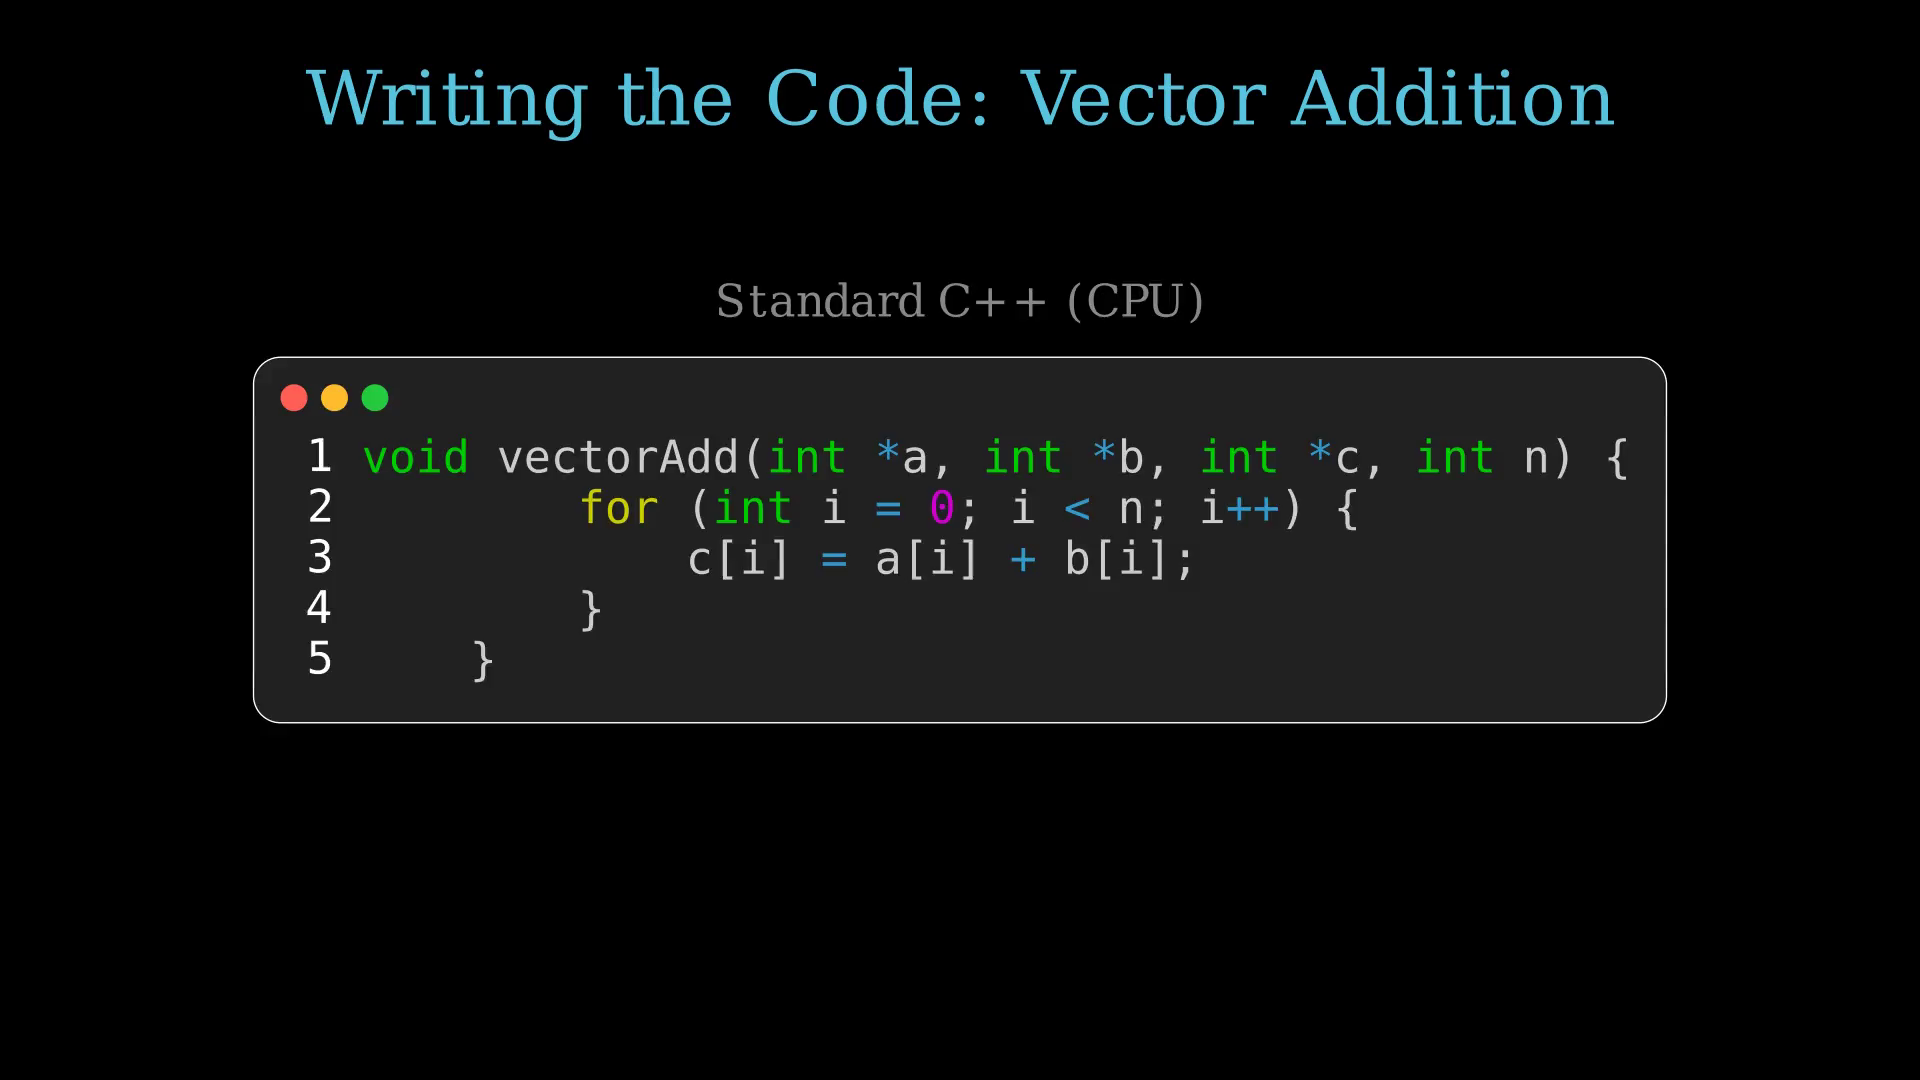 Writing the Code: Vector Addition
Standard C++ (CPU)
1 void vectorAdd(int *a, int *b, int *c, int n) {
2         for (int i = 0; i < n; i++) {
3             c[i] = a[i] + b[i];
4         }
5     }